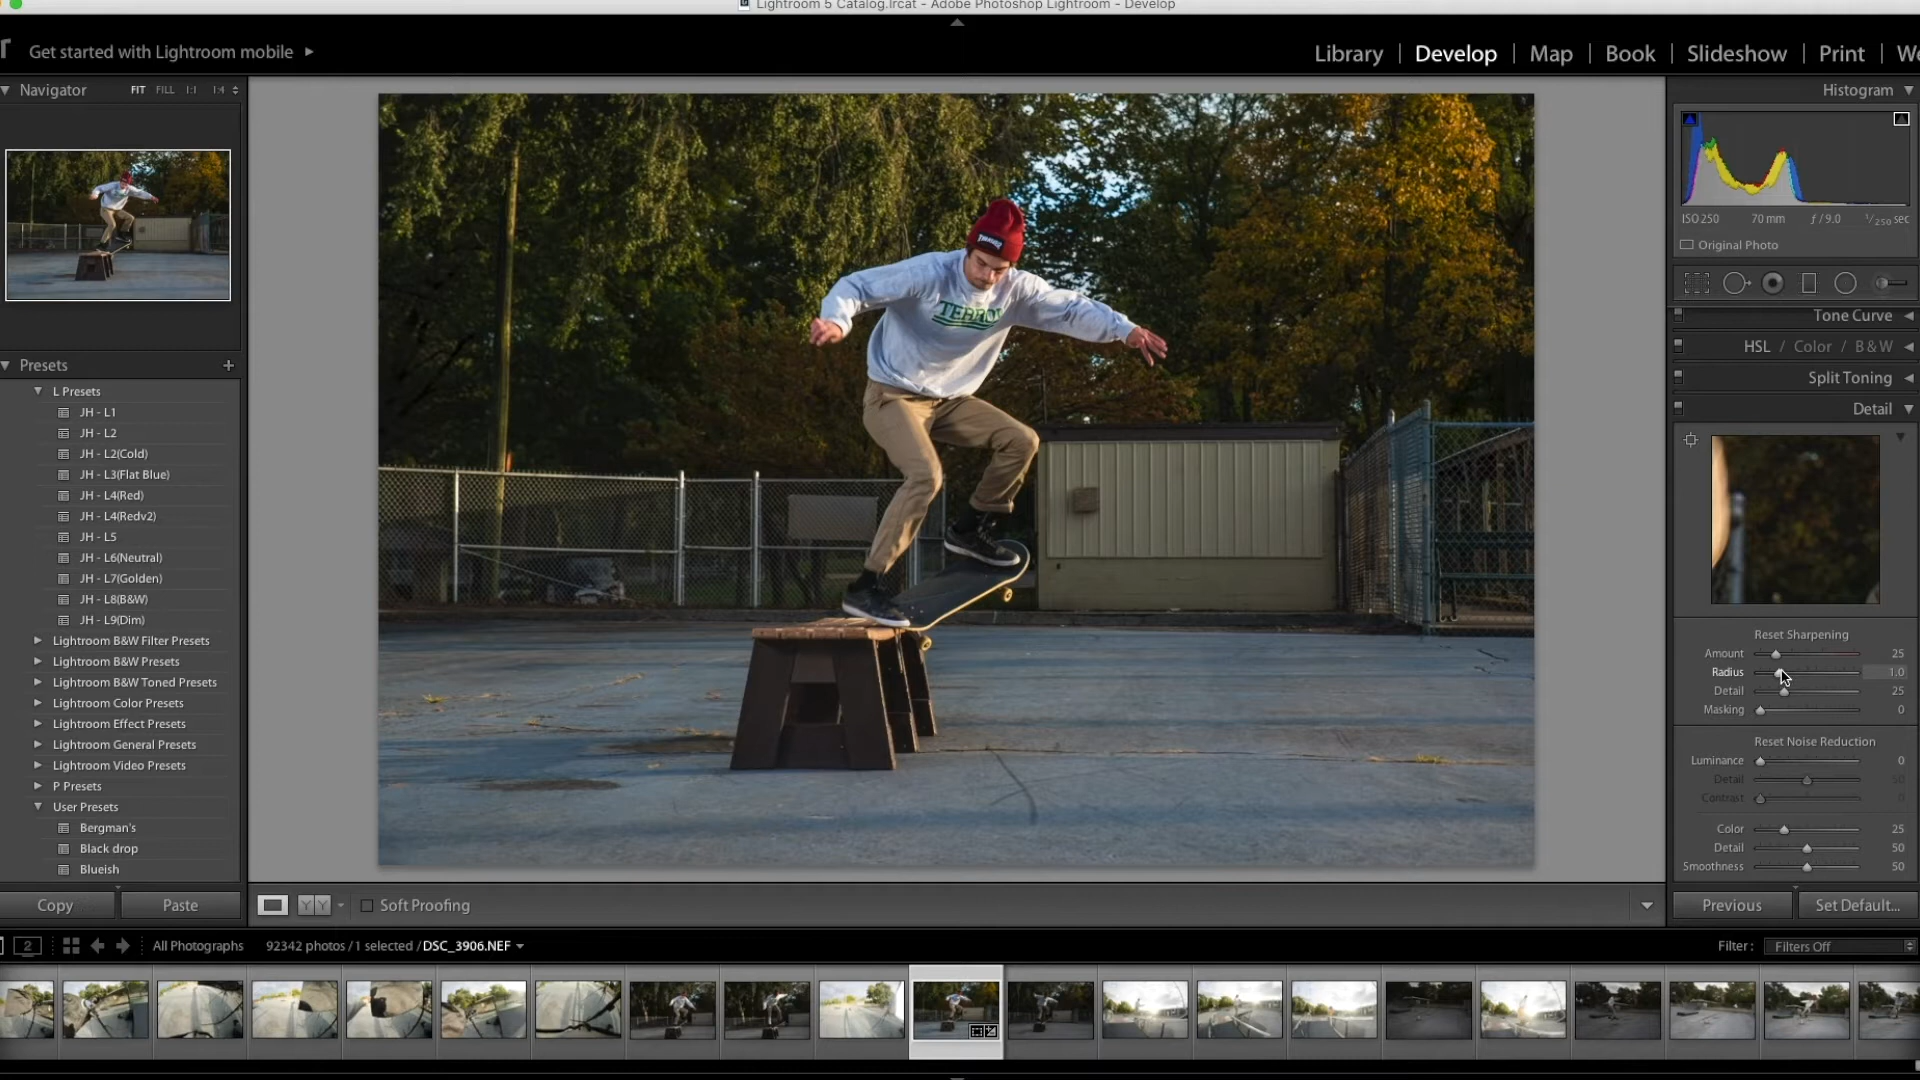 Lightroom 5 Catalog.lrcat - Adobe Photoshop Lightroom - Develop
Get started with Lightroom mobile
Library | Develop | Map | Book | Slideshow | Print | We
Navigator FIT FILL 1:1
Histogram
ISO 250 70 mm ƒ / 9.0 1/250 sec
Original Photo
Tone Curve
HSL / Color / B & W
Split Toning
Detail
Presets +
L Presets
JH - L1
JH - L2
JH - L2(Cold)
JH - L3(Flat Blue)
JH - L4(Red)
JH - L4(Redv2)
JH - L5
JH - L6(Neutral)
JH - L7(Golden)
JH - L8(B&W)
JH - L9(Dim)
Lightroom B&W Filter Presets
Lightroom B&W Presets
Lightroom B&W Toned Presets
Lightroom Color Presets
Lightroom Effect Presets
Lightroom General Presets
Lightroom Video Presets
P Presets
User Presets
Bergman's
Black drop
Blueish
THRASHER
TERROR
Reset Sharpening
Amount 25
Radius 1.0
Detail 25
Masking 0
Reset Noise Reduction
Luminance 0
Detail 50
Contrast 0
Color 25
Detail 50
Smoothness 50
Copy Paste
Y Y Soft Proofing
Previous Set Default...
2 All Photographs 92342 photos / 1 selected / DSC_3906.NEF
Filter : Filters Off